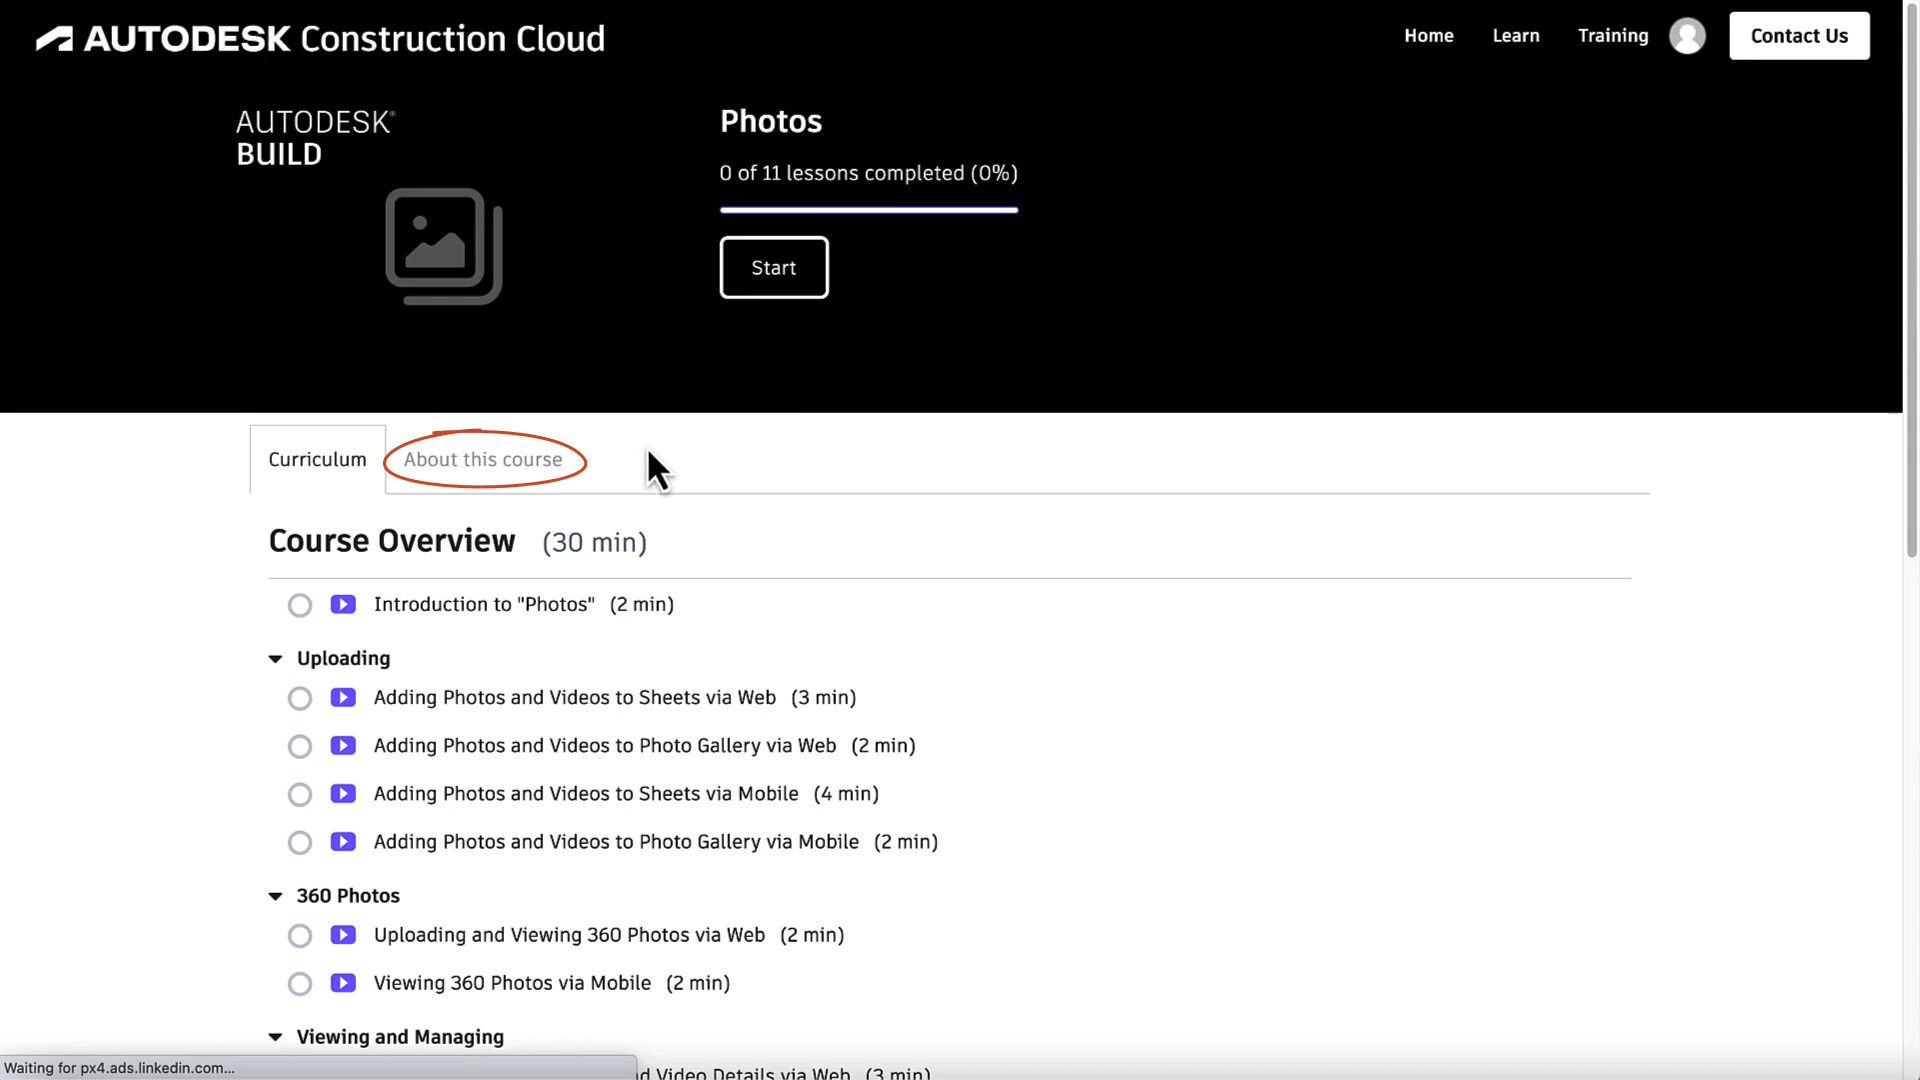 AUTODESK Construction Cloud
Home
Learn
Training
Contact Us
AUTODESK®
BUILD
Photos
0 of 11 lessons completed (0%)
Start
Curriculum
About this course
Course Overview (30 min)
Introduction to "Photos" (2 min)
Uploading
Adding Photos and Videos to Sheets via Web (3 min)
Adding Photos and Videos to Photo Gallery via Web (2 min)
Adding Photos and Videos to Sheets via Mobile (4 min)
Adding Photos and Videos to Photo Gallery via Mobile (2 min)
360 Photos
Uploading and Viewing 360 Photos via Web (2 min)
Viewing 360 Photos via Mobile (2 min)
Viewing and Managing
Video Details via Web (3 min)
Waiting for px4.ads.linkedin.com...